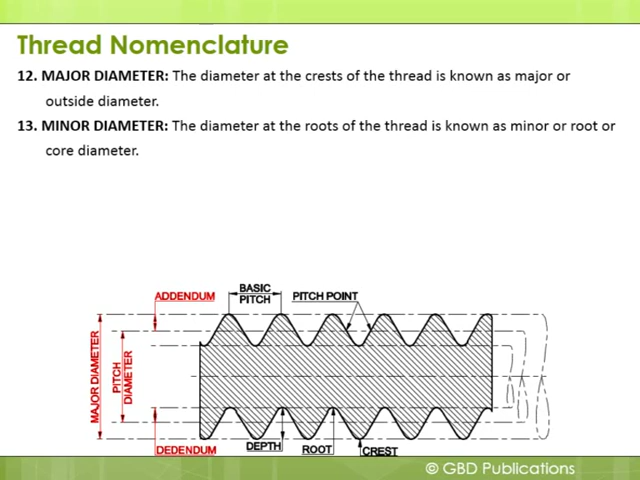 Thread Nomenclature
12. MAJOR DIAMETER: The diameter at the crests of the thread is known as major or
outside diameter.
13. MINOR DIAMETER: The diameter at the roots of the thread is known as minor or root or
core diameter.
ADDENDUM
BASIC
PITCH
PITCH POINT
MAJOR DIAMETER
PITCH
DIAMETER
DEDENDUM
DEPTH
ROOT
CREST
© GBD Publications